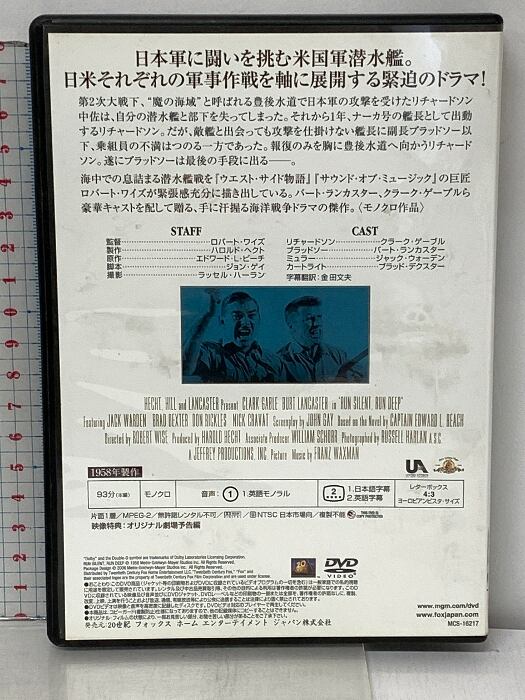 日本軍に闘いを挑む米国軍潜水艦。
日米それぞれの軍事作戦を軸に展開する緊迫のドラマ!
第2次大戦下、“魔の海域”と呼ばれる豊後水道で日本軍の攻撃を受けたリチャードソン
中佐は、自分の潜水艦と部下を失ってしまった。それから1年、ナーカ号の艦長として出動
するリチャードソン。だが、敵艦と出会っても攻撃を仕掛けない艦長に副長ブラッドソー以
下、乗組員の不満はつのる一方であった。報復のみを胸に豊後水道へ向かうリチャード
ソン。遂にブラッドソーは最後の手段に出る――。
海中での息詰まる潜水艦戦を『ウエスト・サイド物語』『サウンド・オブ・ミュージック』の巨匠
ロバート・ワイズが緊張感充分に描き出している。バート・ランカスター、クラーク・ゲーブルら
豪華キャストを配して贈る、手に汗握る海洋戦争ドラマの傑作。〈モノクロ作品〉
STAFF
監督 ロバート・ワイズ
製作 ハロルド・ヘクト
原作 エドワード・L・ビーチ
脚本 ジョン・ゲイ
撮影 ラッセル・ハーラン
CAST
リチャードソン クラーク・ゲーブル
ブラッドソー バート・ランカスター
ミュラー ジャック・ウォーデン
カートライト ブラッド・デクスター
字幕翻訳:金田文夫
HECHT, HILL and LANCASTER Present CLARK GABLE BURT LANCASTER in "RUN SILENT, RUN DEEP"
Featuring JACK WARDEN BRAD DEXTER DON RICKLES NICK CRAVAT Screenplay by JOHN GAY Based on the Novel by CAPTAIN EDWARD L. BEACH
Directed by ROBERT WISE Produced by HAROLD HECHT Associate Producer WILLIAM SCHORR Photographed by RUSSELL HARLAN A.S.C.
A JEFFREY PRODUCTIONS, INC. Picture Music by FRANZ WAXMAN
UA
1958年製作
93分(本編)
モノクロ
音声:
1
1.英語モノラル
2
1.日本語字幕
2.英語字幕
レターボックス
4:3
ヨーロピアンビスタ・サイズ
片面1層/MPEG-2/無許諾レンタル不可/
NTSC 日本市場向/複製不能
映像特典:オリジナル劇場予告編
"Dolby" and the Double-D symbol are trademarks of Dolby Laboratories Licensing Corporation.
DVD
VIDEO
www.mgm.com/dvd
www.foxjapan.com
MCS-16217
発売元/20世紀 フォックス ホーム エンターテイメント ジャパン株式会社